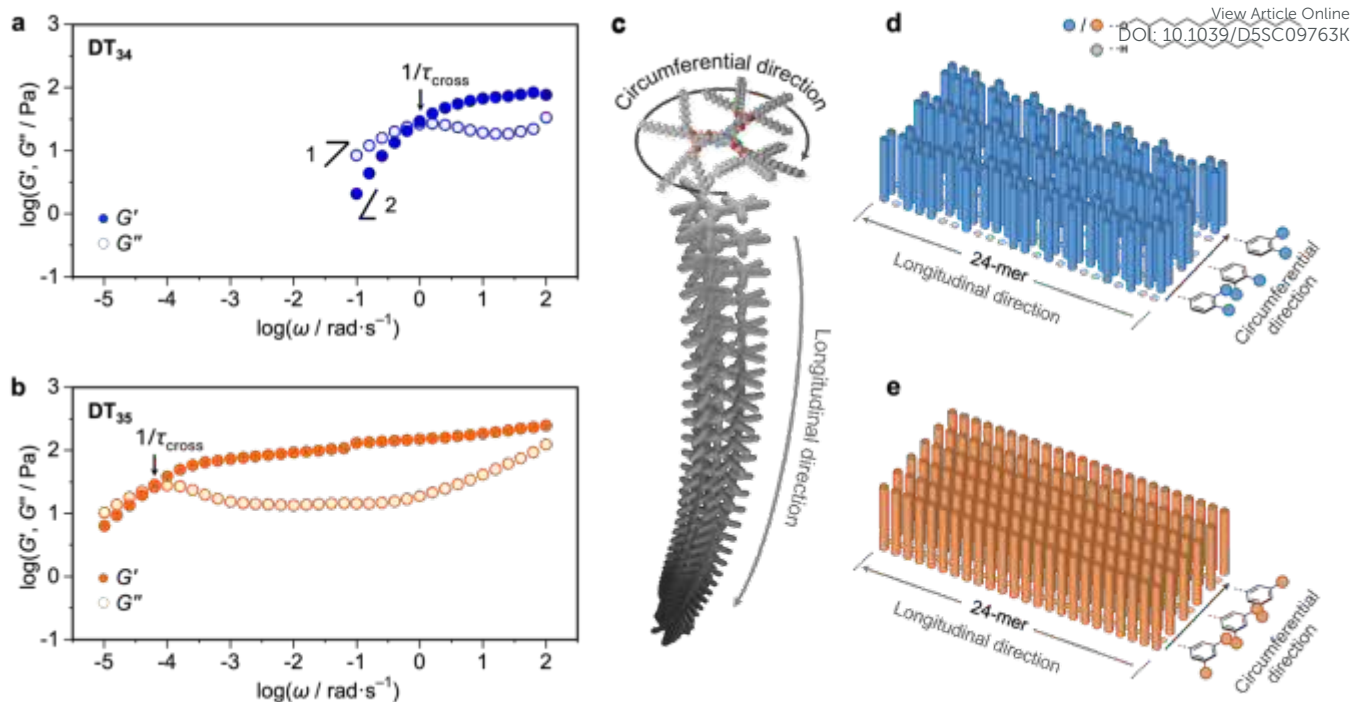 View Article Online
DOI: 10.1039/D5SC09763K
a
DT34
1/τcross
1
2
G'
G''
log(G', G'' / Pa)
3
2
1
0
-1
-5 -4 -3 -2 -1 0 1 2
log(ω / rad·s⁻¹)
b
DT35
1/τcross
G'
G''
log(G', G'' / Pa)
3
2
1
0
-1
-5 -4 -3 -2 -1 0 1 2
log(ω / rad·s⁻¹)
c
Circumferential direction
Longitudinal direction
d
/
O
H
24-mer
Longitudinal direction
Circumferential
direction
e
24-mer
Longitudinal direction
Circumferential
direction